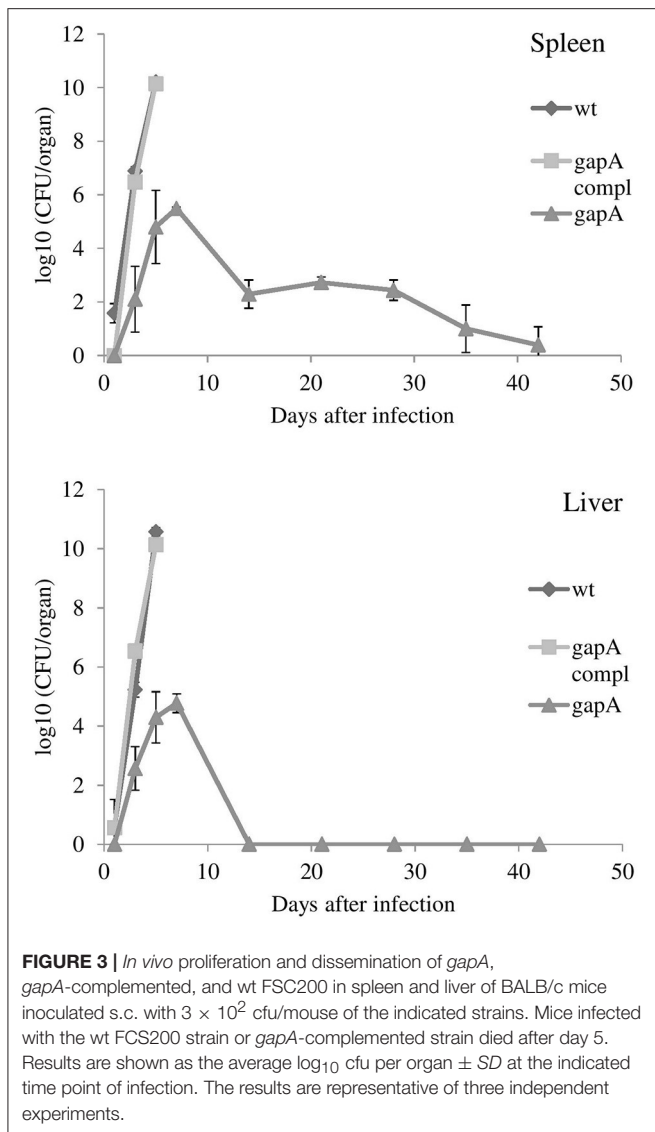 12
Spleen
10
wt
8
gapA
compl
6
gapA
4
2
0
log10 (CFU/organ)
0 10 20 30 40 50
Days after infection
12
Liver
10
wt
8
gapA
compl
6
gapA
4
2
0
log10 (CFU/organ)
0 10 20 30 40 50
Days after infection
FIGURE 3 | In vivo proliferation and dissemination of gapA,
gapA-complemented, and wt FSC200 in spleen and liver of BALB/c mice
inoculated s.c. with 3 × 10² cfu/mouse of the indicated strains. Mice infected
with the wt FCS200 strain or gapA-complemented strain died after day 5.
Results are shown as the average log₁₀ cfu per organ ± SD at the indicated
time point of infection. The results are representative of three independent
experiments.